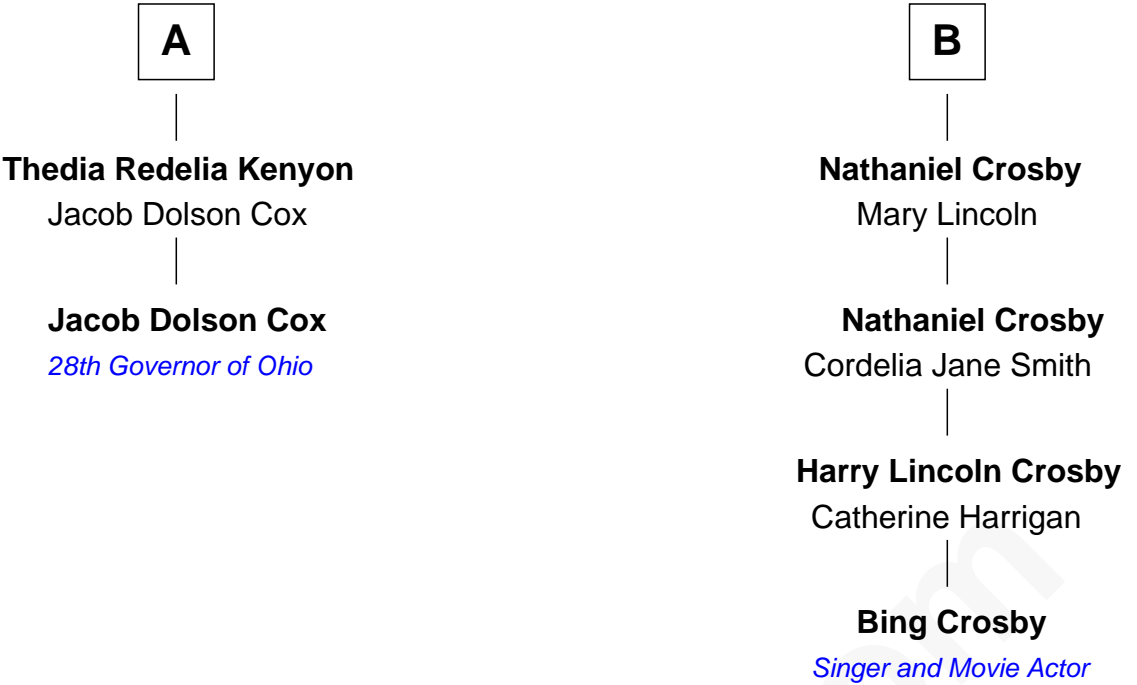 A
B
Thedia Redelia Kenyon
Jacob Dolson Cox
Jacob Dolson Cox
28th Governor of Ohio
Nathaniel Crosby
Mary Lincoln
Nathaniel Crosby
Cordelia Jane Smith
Harry Lincoln Crosby
Catherine Harrigan
Bing Crosby
Singer and Movie Actor